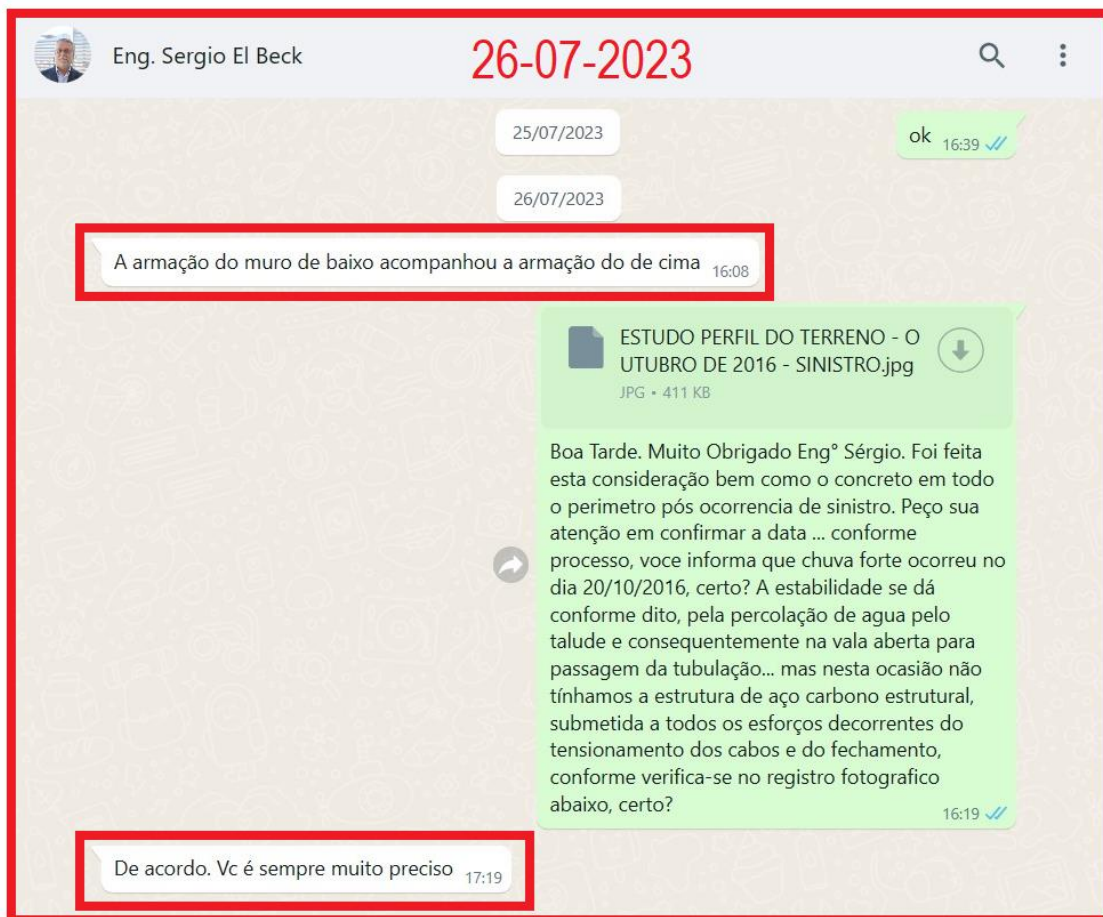 Eng. Sergio El Beck
26-07-2023
25/07/2023
ok 16:39
26/07/2023
A armação do muro de baixo acompanhou a armação do de cima 16:08
ESTUDO PERFIL DO TERRENO - O
UTUBRO DE 2016 - SINISTRO.jpg
JPG • 411 KB
Boa Tarde. Muito Obrigado Eng° Sérgio. Foi feita
esta consideração bem como o concreto em todo
o perimetro pós ocorrencia de sinistro. Peço sua
atenção em confirmar a data ... conforme
processo, voce informa que chuva forte ocorreu no
dia 20/10/2016, certo? A estabilidade se dá
conforme dito, pela percolação de agua pelo
talude e consequentemente na vala aberta para
passagem da tubulação... mas nesta ocasião não
tínhamos a estrutura de aço carbono estrutural,
submetida a todos os esforços decorrentes do
tensionamento dos cabos e do fechamento,
conforme verifica-se no registro fotografico
abaixo, certo?
16:19
De acordo. Vc é sempre muito preciso 17:19